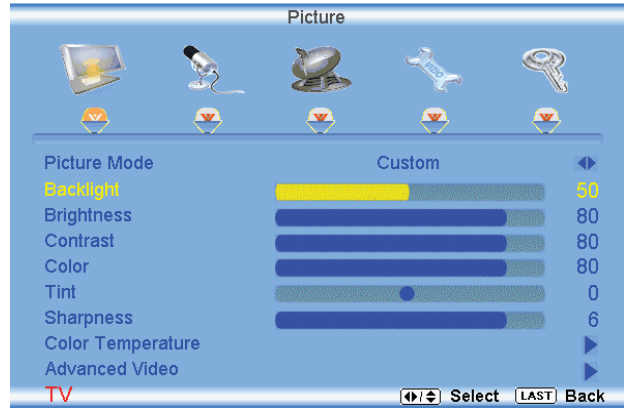 Picture
VIZIO
Picture Mode Custom
Backlight 50
Brightness 80
Contrast 80
Color 80
Tint 0
Sharpness 6
Color Temperature
Advanced Video
TV Select LAST Back